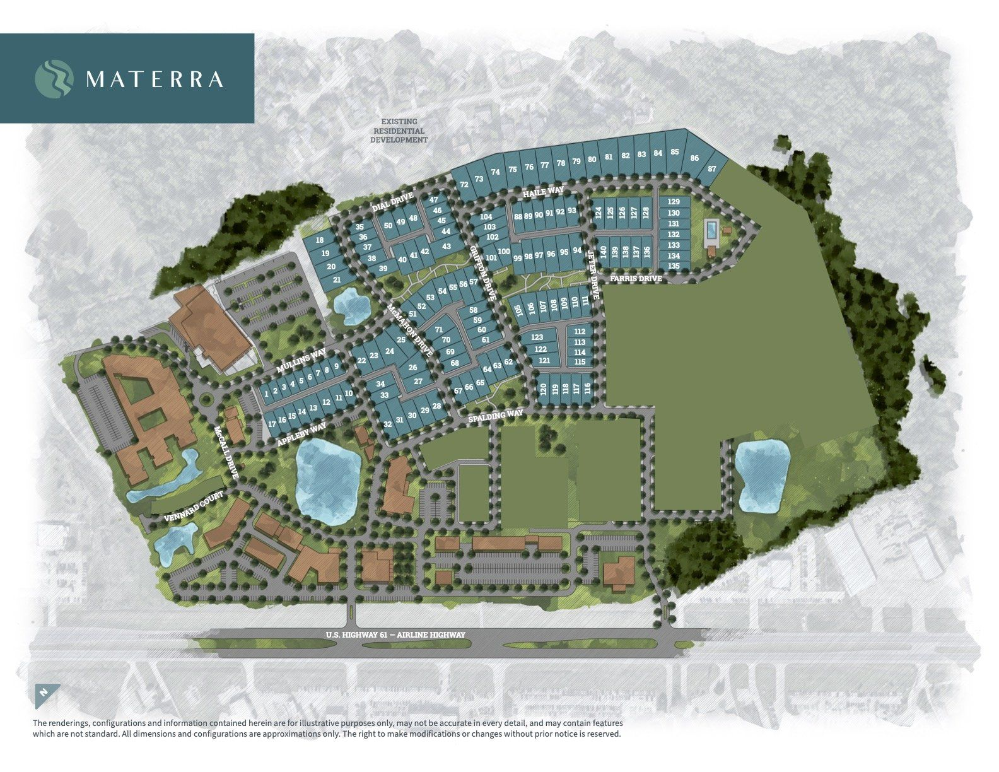 MATERRA
EXISTING
RESIDENTIAL
DEVELOPMENT
72 73 74 75 76 77 78 79 80 81 82 83 84 85 86 87
DIAL DRIVE
HAILE WAY
47
46
45
44
43
50 49 48
35
36
37
38
39
40 41 42
18
19
20
21
104
103
102
101 100
88 89 90 91 92 93
99 98 97 96 95 94
124 125 126 127 128
140 139 138 137 136
129
130
131
132
133
134
135
GRIFFON DRIVE
JETER DRIVE
FARRIS DRIVE
51 52 53 54 55 56 57
58
59
60
61
71
70
69
68
67 66 65 64 63 62
McMAHON DRIVE
105 106 107 108 109 110 111
112
113
114
115
123
122
121
120 119 118 117 116
22 23 24 25
26
27
34
33
32 31 30 29 28
MULLINS WAY
1 2 3 4 5 6 7 8 9
17 16 15 14 13 12 11 10
APPLEBY WAY
SPALDING WAY
McCALL DRIVE
VENNARD COURT
U.S. HIGHWAY 61 — AIRLINE HIGHWAY
N
The renderings, configurations and information contained herein are for illustrative purposes only, may not be accurate in every detail, and may contain features
which are not standard. All dimensions and configurations are approximations only. The right to make modifications or changes without prior notice is reserved.